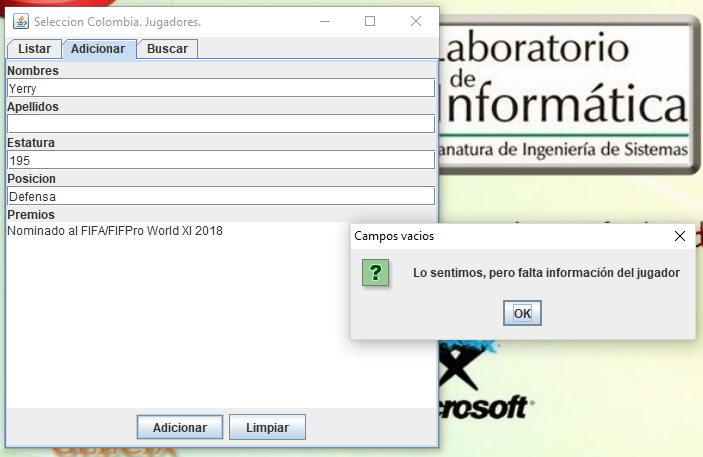 Seleccion Colombia. Jugadores.
Listar Adicionar Buscar
Nombres
Yerry
Apellidos
Estatura
195
Posicion
Defensa
Premios
Nominado al FIFA/FIFPro World XI 2018
Adicionar Limpiar
aboratorio
de
nformática
anatura de Ingeniería de Sistemas
Campos vacios
Lo sentimos, pero falta información del jugador
OK
rosoft